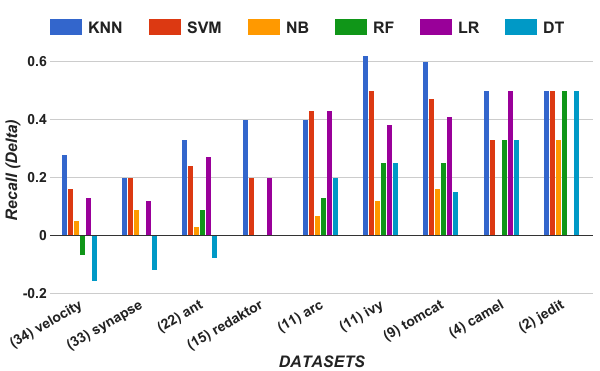 KNN SVM NB RF LR DT
Recall (Delta)
0.6
0.4
0.2
0
-0.2
(34) velocity (33) synapse (22) ant (15) redaktor (11) arc (11) ivy (9) tomcat (4) camel (2) jedit
DATASETS